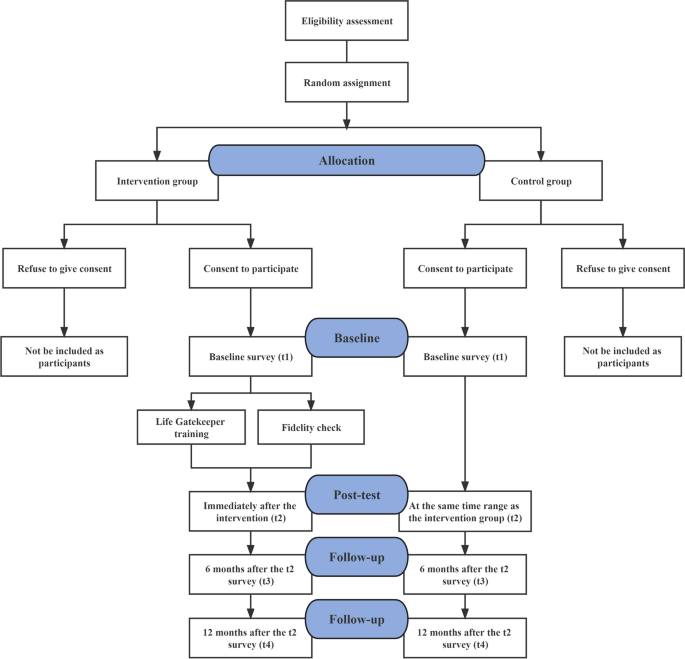 Eligibility assessment
Random assignment
Allocation
Intervention group
Control group
Refuse to give consent
Consent to participate
Consent to participate
Refuse to give consent
Not be included as
participants
Baseline survey (t1)
Baseline
Baseline survey (t1)
Not be included as
participants
Life Gatekeeper
training
Fidelity check
Immediately after the
intervention (t2)
Post-test
At the same time range as
the intervention group (t2)
6 months after the t2
survey (t3)
Follow-up
6 months after the t2
survey (t3)
12 months after the t2
survey (t4)
Follow-up
12 months after the t2
survey (t4)